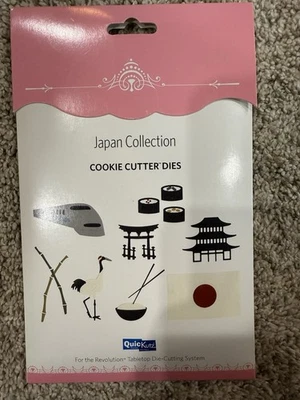 Japan Collection
COOKIE CUTTER DIES
QuicKutz
For the Revolution® Tabletop Die-Cutting System